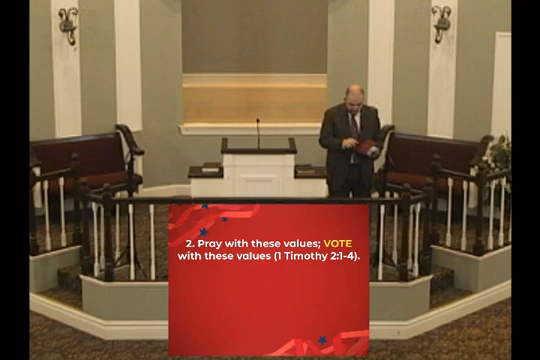 2. Pray with these values; VOTE
with these values (1 Timothy 2:1-4).